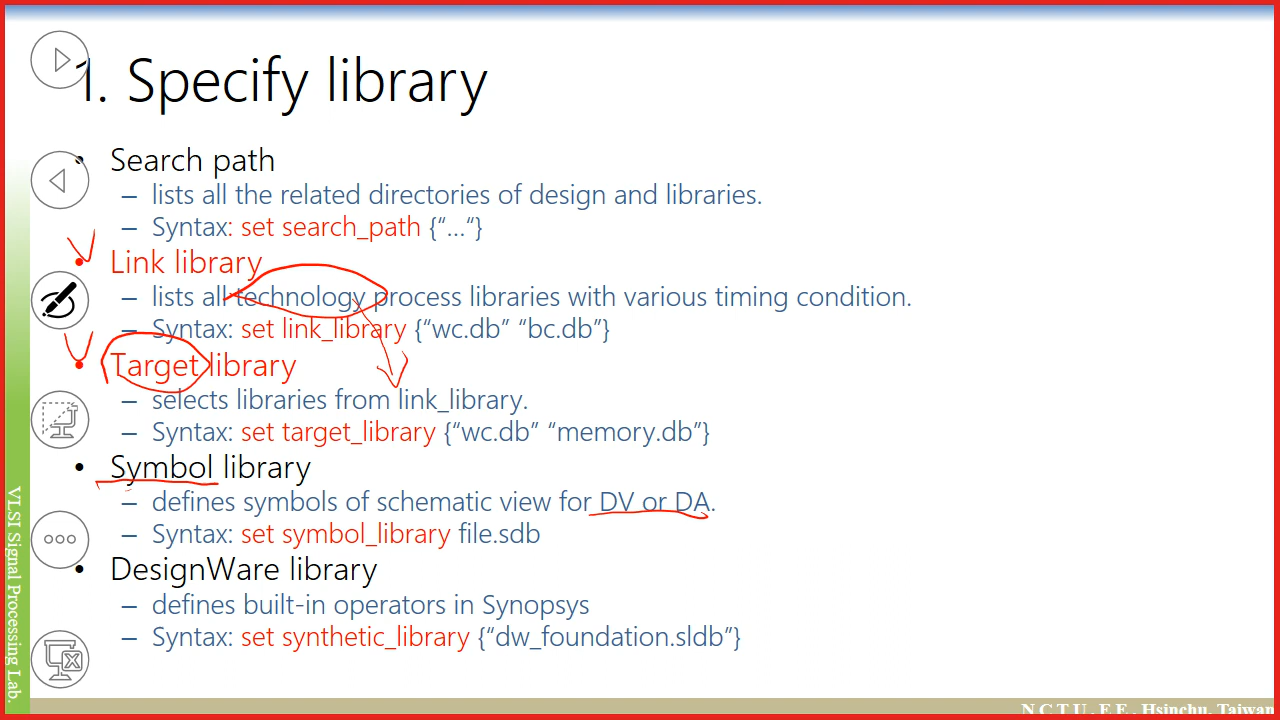 1. Specify library
• Search path
– lists all the related directories of design and libraries.
– Syntax: set search_path {“...“}
• Link library
– lists all technology process libraries with various timing condition.
– Syntax: set link_library {“wc.db” “bc.db”}
• Target library
– selects libraries from link_library.
– Syntax: set target_library {“wc.db” “memory.db”}
• Symbol library
– defines symbols of schematic view for DV or DA.
– Syntax: set symbol_library file.sdb
• DesignWare library
– defines built-in operators in Synopsys
– Syntax: set synthetic_library {“dw_foundation.sldb”}
VLSI Signal Processing Lab.
N C T U . E E , Hsinchu, Taiwan